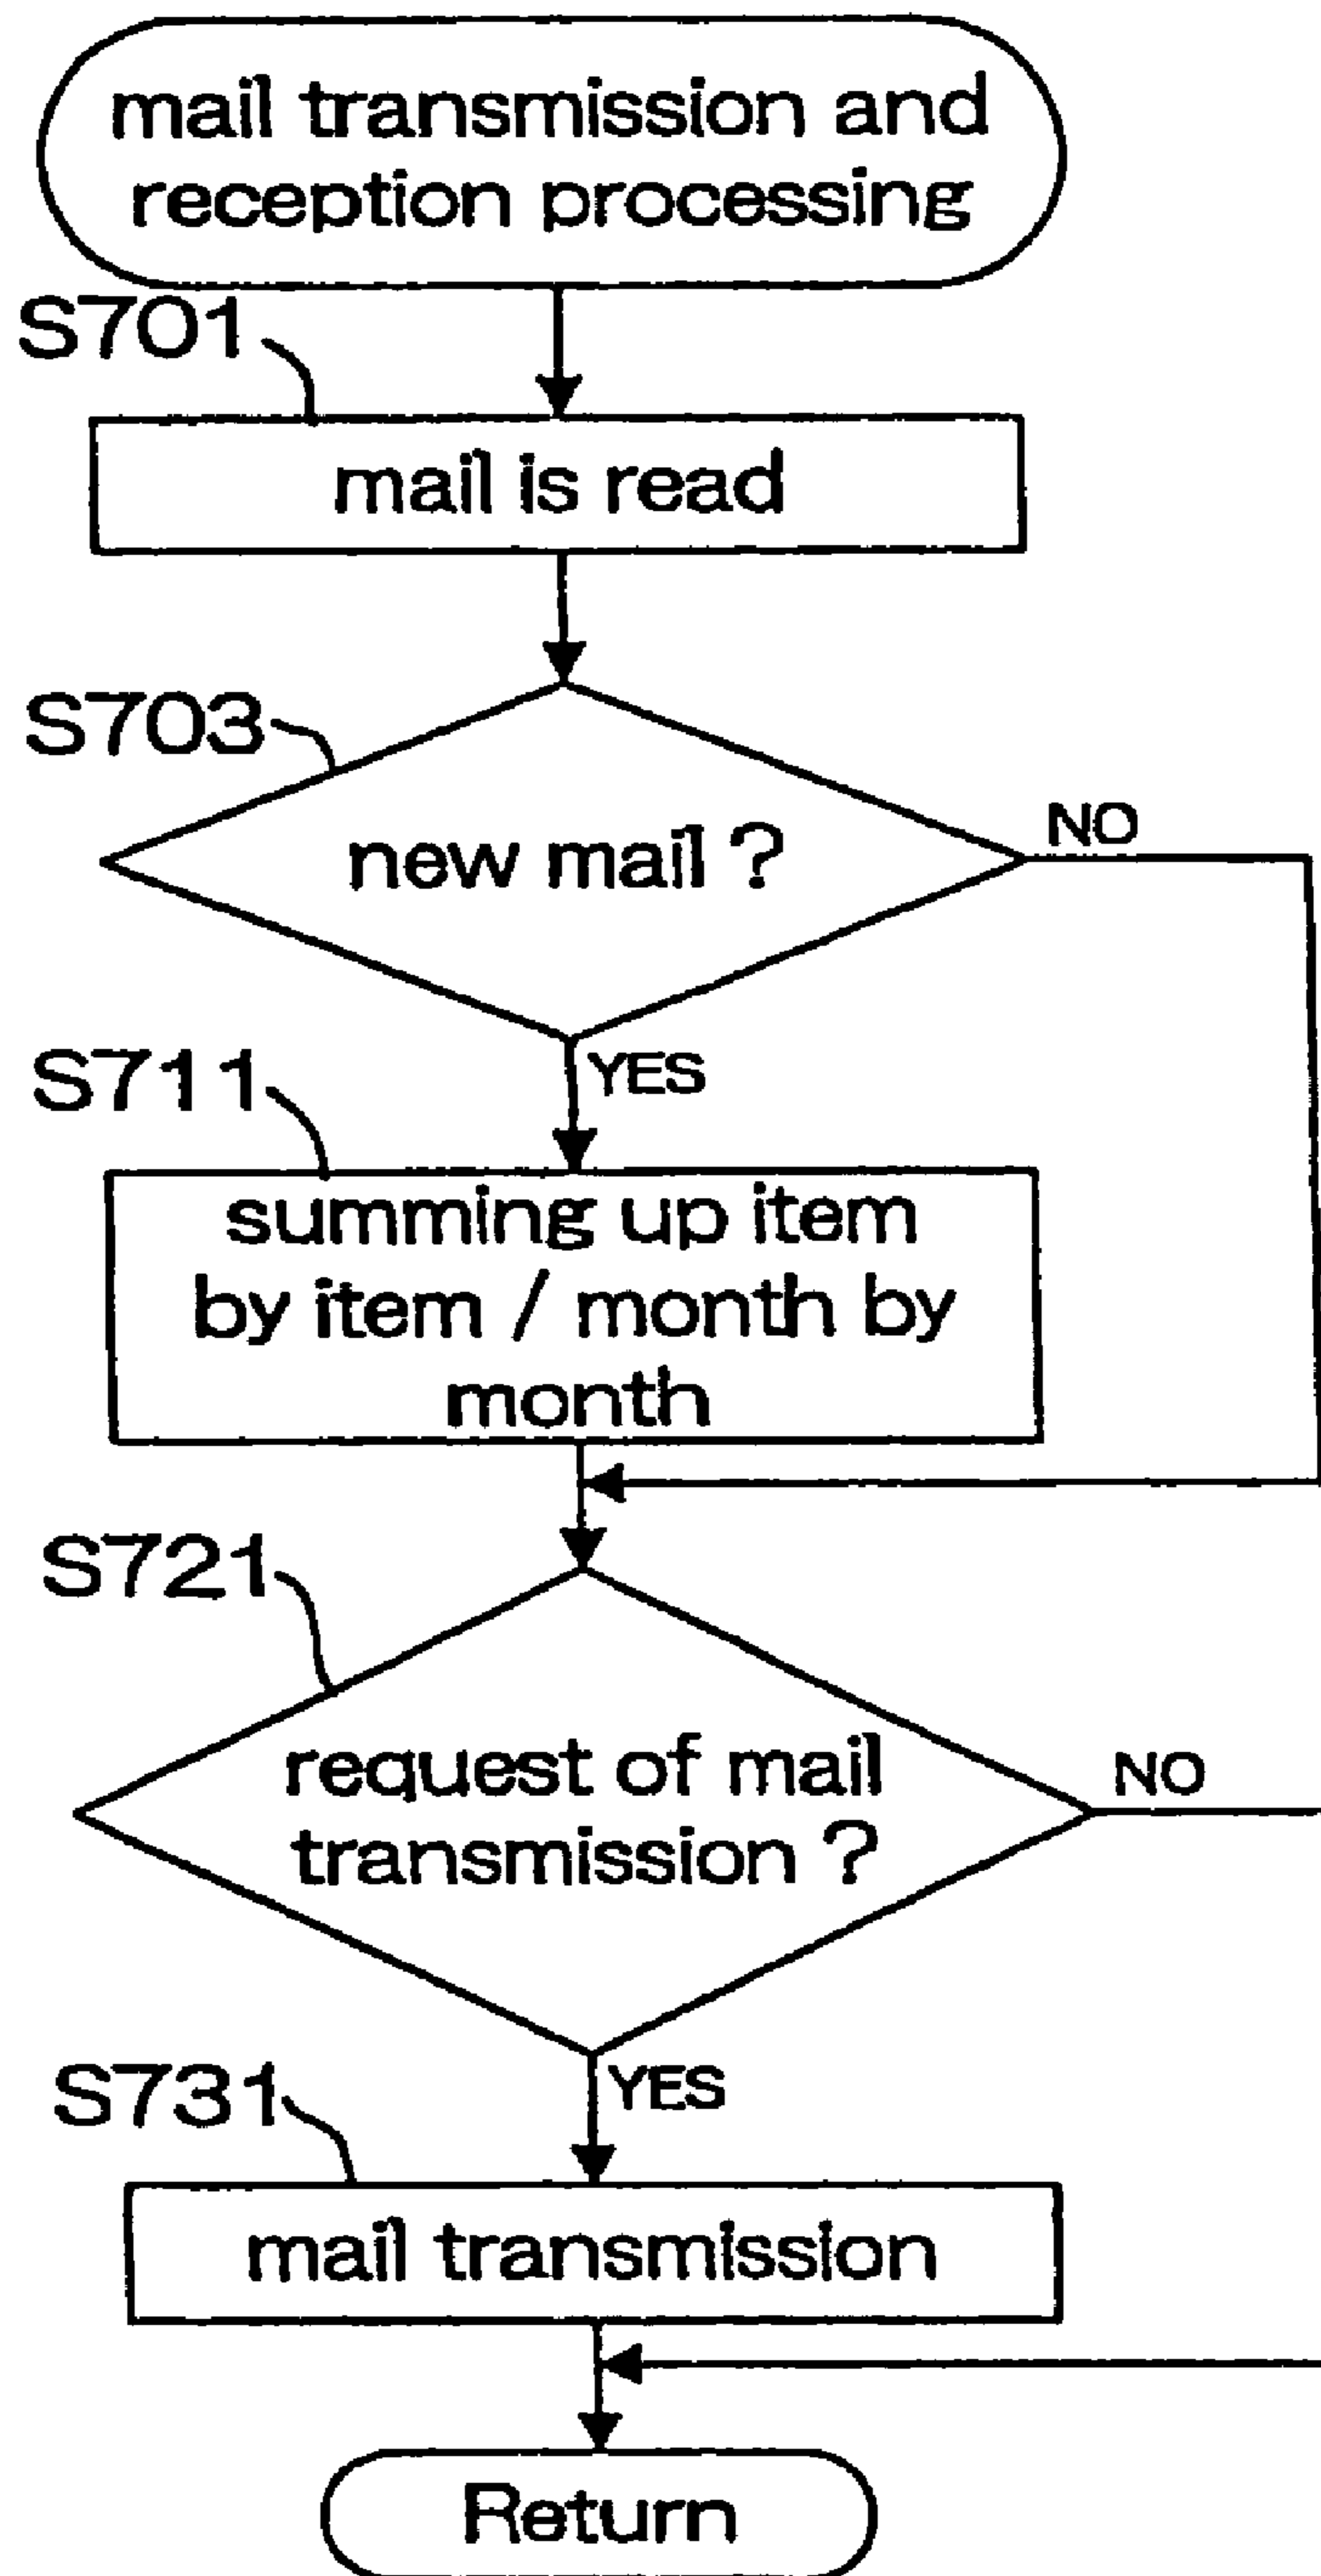 mail transmission and
reception processing
S701
mail is read
S703
new mail ?
NO
YES
S711
summing up item
by item / month by
month
S721
request of mail
transmission ?
NO
YES
S731
mail transmission
Return